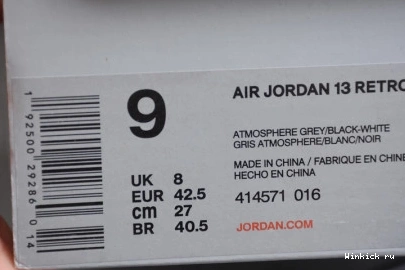 9
AIR JORDAN 13 RETRO
ATMOSPHERE GREY/BLACK-WHITE
GRIS ATMOSPHERE/BLANC/NOIR
MADE IN CHINA / FABRIQUE EN CHINE
HECHO EN CHINA
UK 8
EUR 42.5
cm 27
BR 40.5
414571 016
JORDAN.COM
1 92500 29286 0 14
Winkick ru